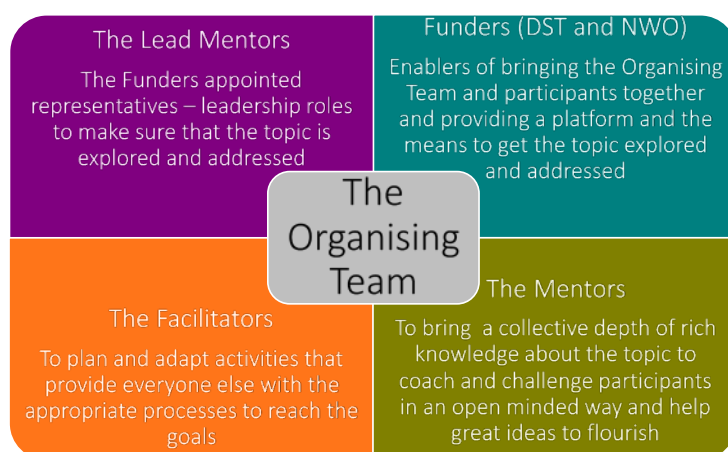 The Lead Mentors
The Funders appointed
representatives – leadership roles
to make sure that the topic is
explored and addressed
Funders (DST and NWO)
Enablers of bringing the Organising
Team and participants together
and providing a platform and the
means to get the topic explored
and addressed
The
Organising
Team
The Facilitators
To plan and adapt activities that
provide everyone else with the
appropriate processes to reach the
goals
The Mentors
To bring a collective depth of rich
knowledge about the topic to
coach and challenge participants
in an open minded way and help
great ideas to flourish